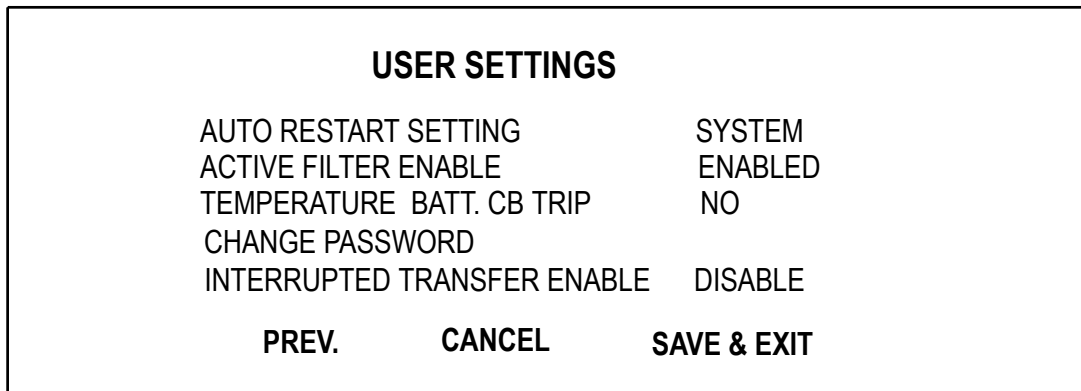 USER SETTINGS
AUTO RESTART SETTING SYSTEM
ACTIVE FILTER ENABLE ENABLED
TEMPERATURE BATT. CB TRIP NO
CHANGE PASSWORD
INTERRUPTED TRANSFER ENABLE DISABLE
PREV. CANCEL SAVE & EXIT